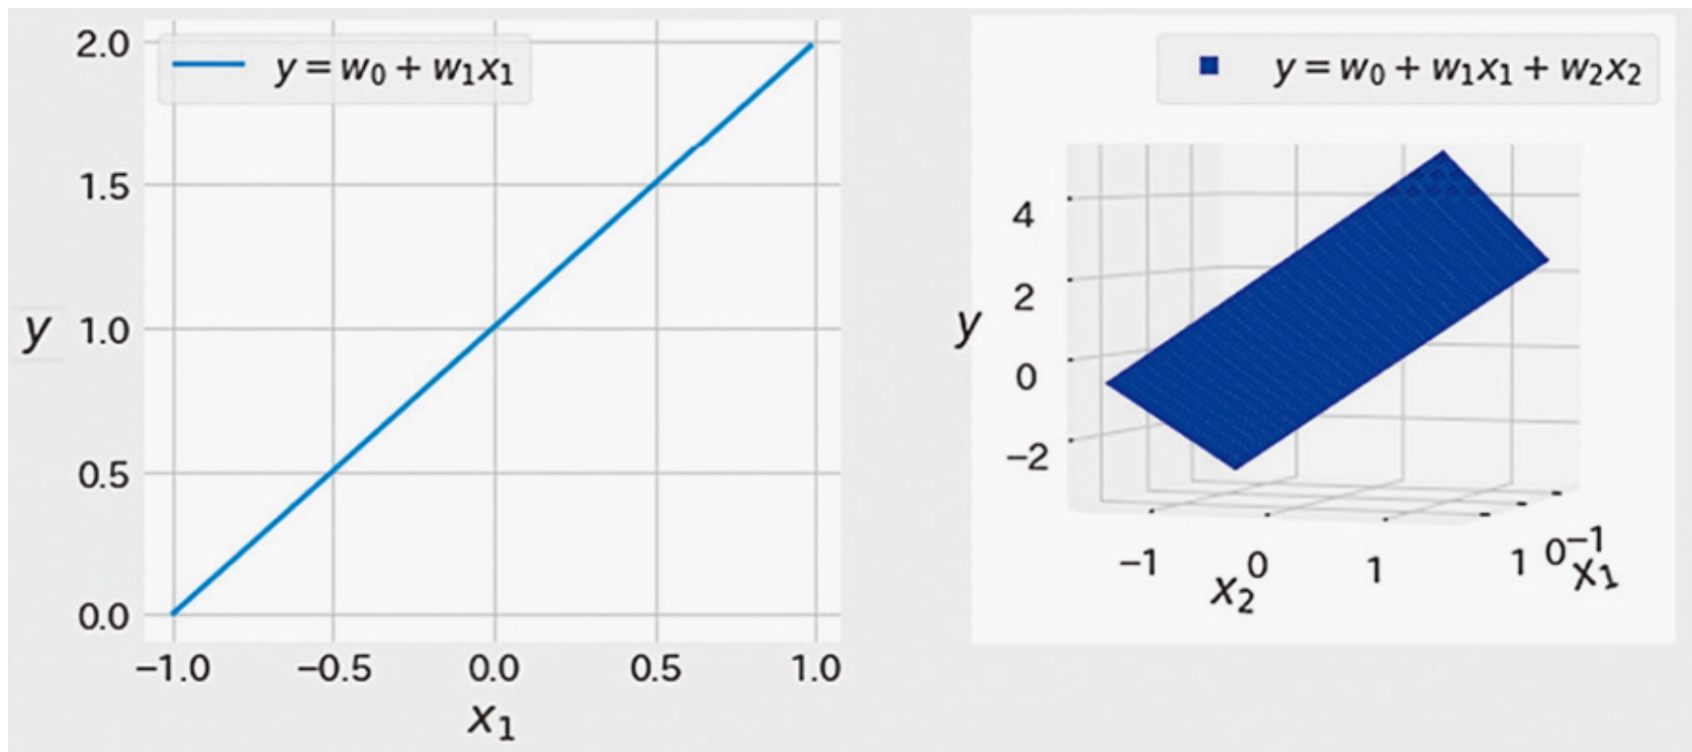 2.0
y = w₀ + w₁x₁
1.5
y
1.0
0.5
0.0
−1.0 −0.5 0.0 0.5 1.0
x₁
y = w₀ + w₁x₁ + w₂x₂
4
2
y
0
−2
−1 0 1
x₂
1 0 −1
x₁